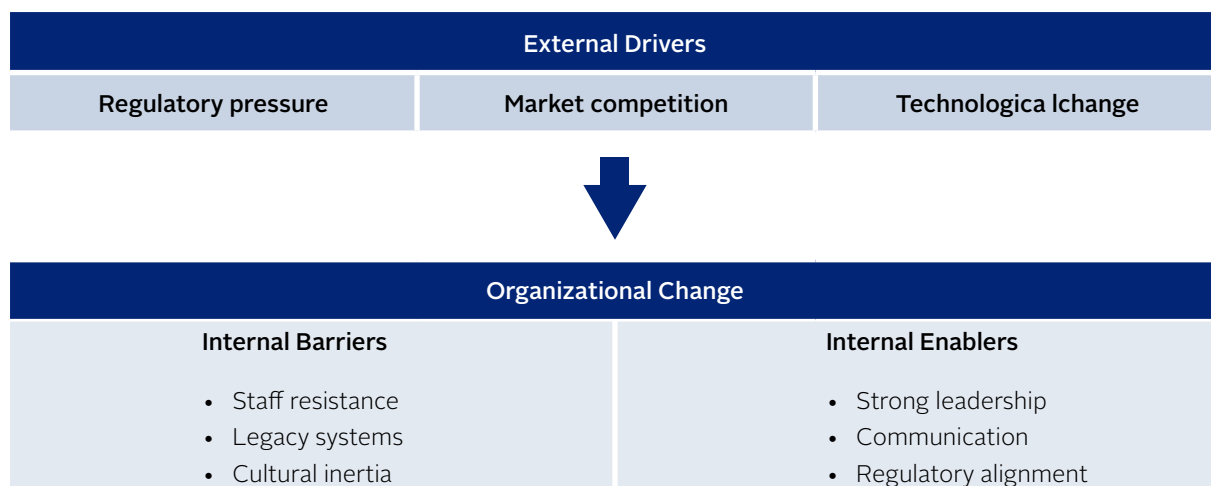 External Drivers
Regulatory pressure
Market competition
Technologica lchange
Organizational Change
Internal Barriers
• Staff resistance
• Legacy systems
• Cultural inertia
Internal Enablers
• Strong leadership
• Communication
• Regulatory alignment